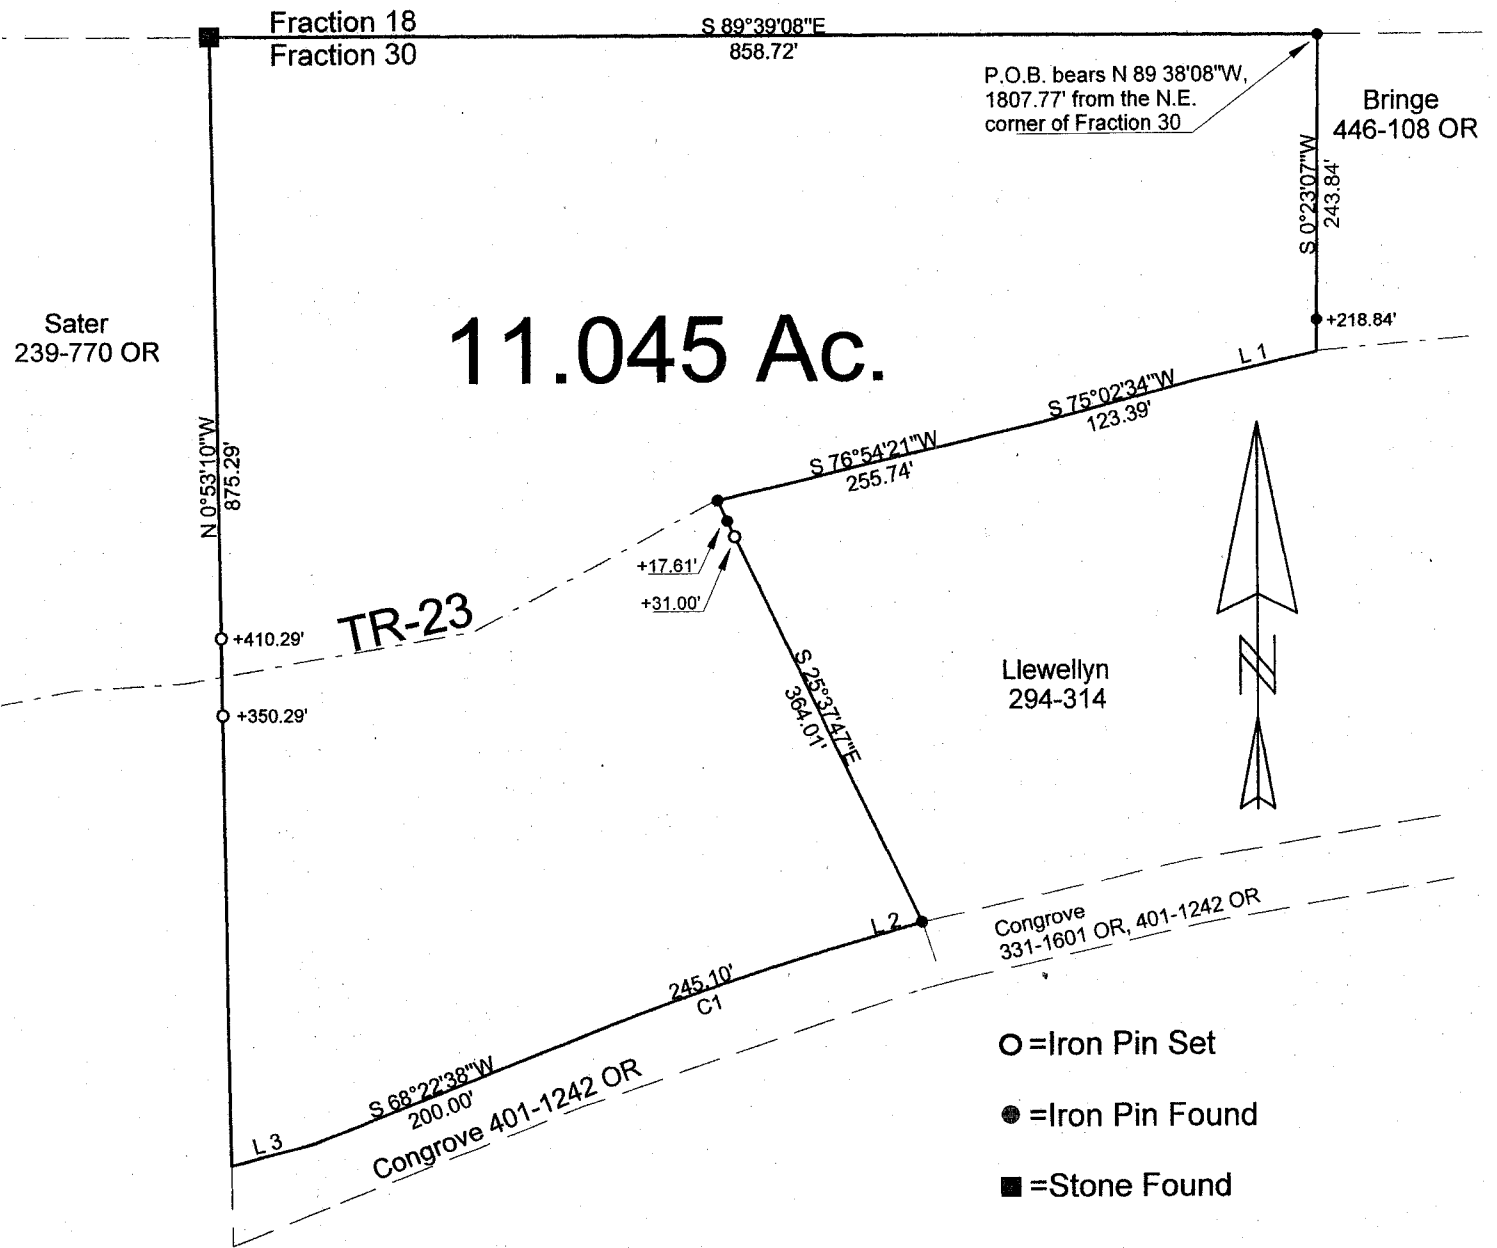 Fraction 18
Fraction 30
S 89°39'08"E
858.72'
P.O.B. bears N 89 38'08"W,
1807.77' from the N.E.
corner of Fraction 30
Bringe
446-108 OR
S 0°23'07"W
243.84'
+218.84'
Sater
239-770 OR
11.045 Ac.
L 1
S 75°02'34"W
123.39'
S 76°54'21"W
255.74'
N 0°53'10"W
875.29'
+17.61'
+31.00'
TR-23
+410.29'
+350.29'
S 25°37'47"E
364.01'
Llewellyn
294-314
N
L 2
Congrove
331-1601 OR, 401-1242 OR
245.10'
C1
S 68°22'38"W
200.00'
L 3
Congrove 401-1242 OR
=Iron Pin Set
=Iron Pin Found
=Stone Found